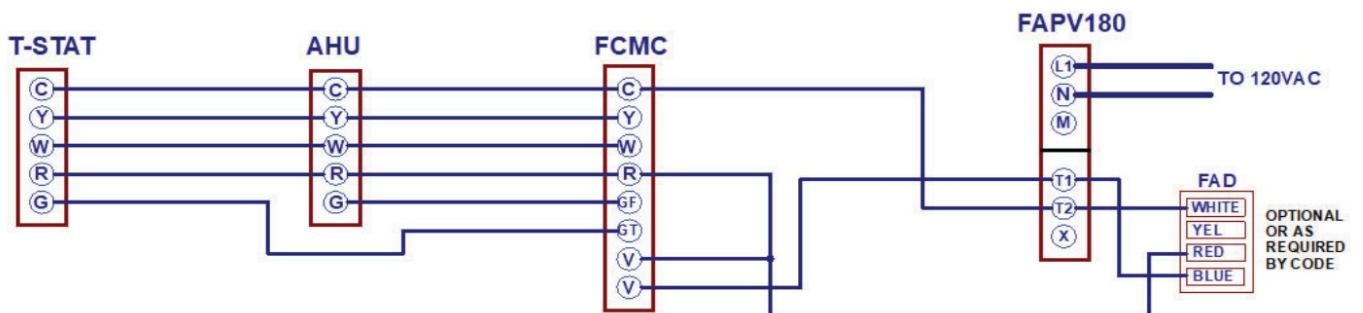 T-STAT
C
Y
W
R
G
AHU
C
Y
W
R
G
FCMC
C
Y
W
R
GF
GT
V
V
FAPV180
L1
N
M
T1
T2
X
TO 120VAC
FAD
WHITE
YEL
RED
BLUE
OPTIONAL
OR AS
REQUIRED
BY CODE